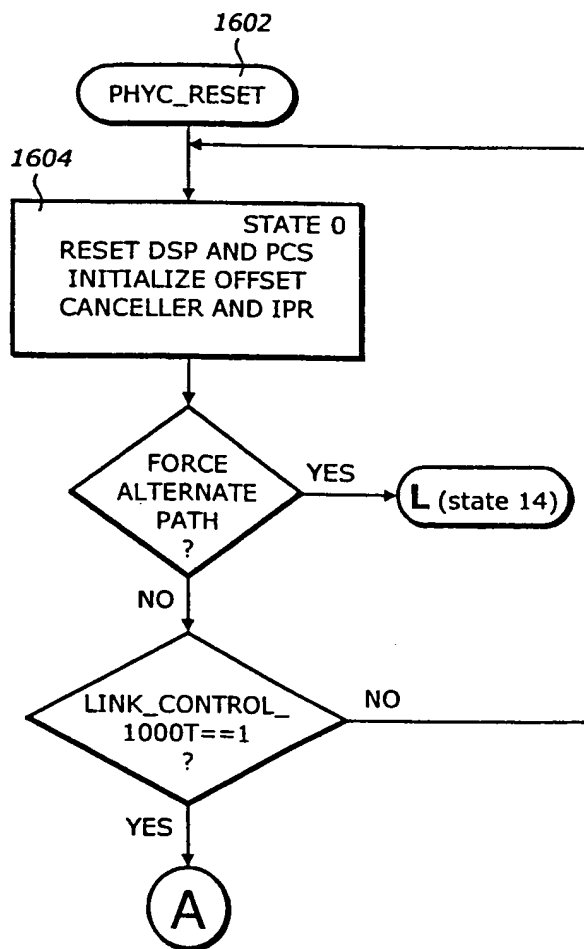 1602
PHYC_RESET
1604
STATE 0
RESET DSP AND PCS
INITIALIZE OFFSET
CANCELLER AND IPR
FORCE
ALTERNATE
PATH
?
YES
L (state 14)
NO
LINK_CONTROL_
1000T==1
?
NO
YES
A